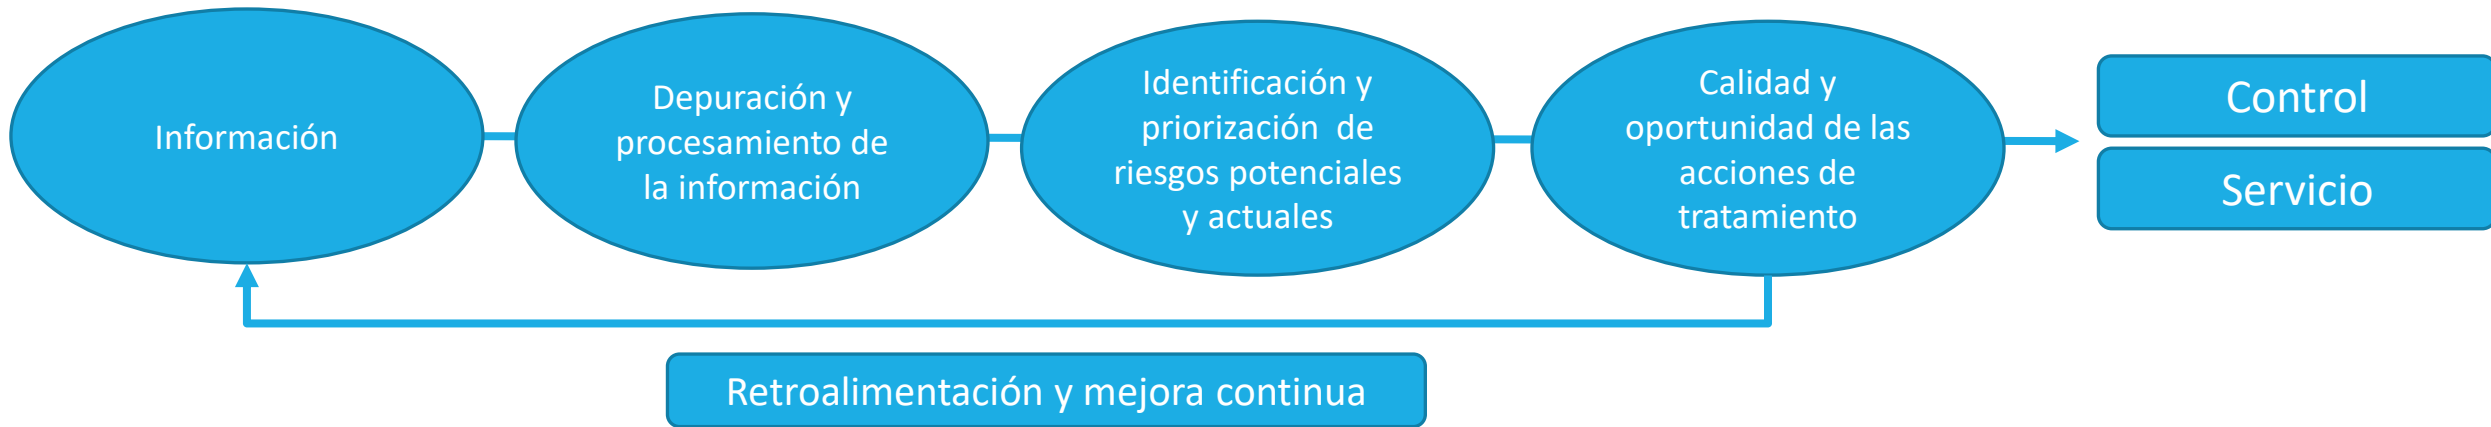 Información
Depuración y
procesamiento de
la información
Identificación y
priorización  de
riesgos potenciales
y actuales
Calidad y
oportunidad de las
acciones de
tratamiento
Control
Servicio
Retroalimentación y mejora continua